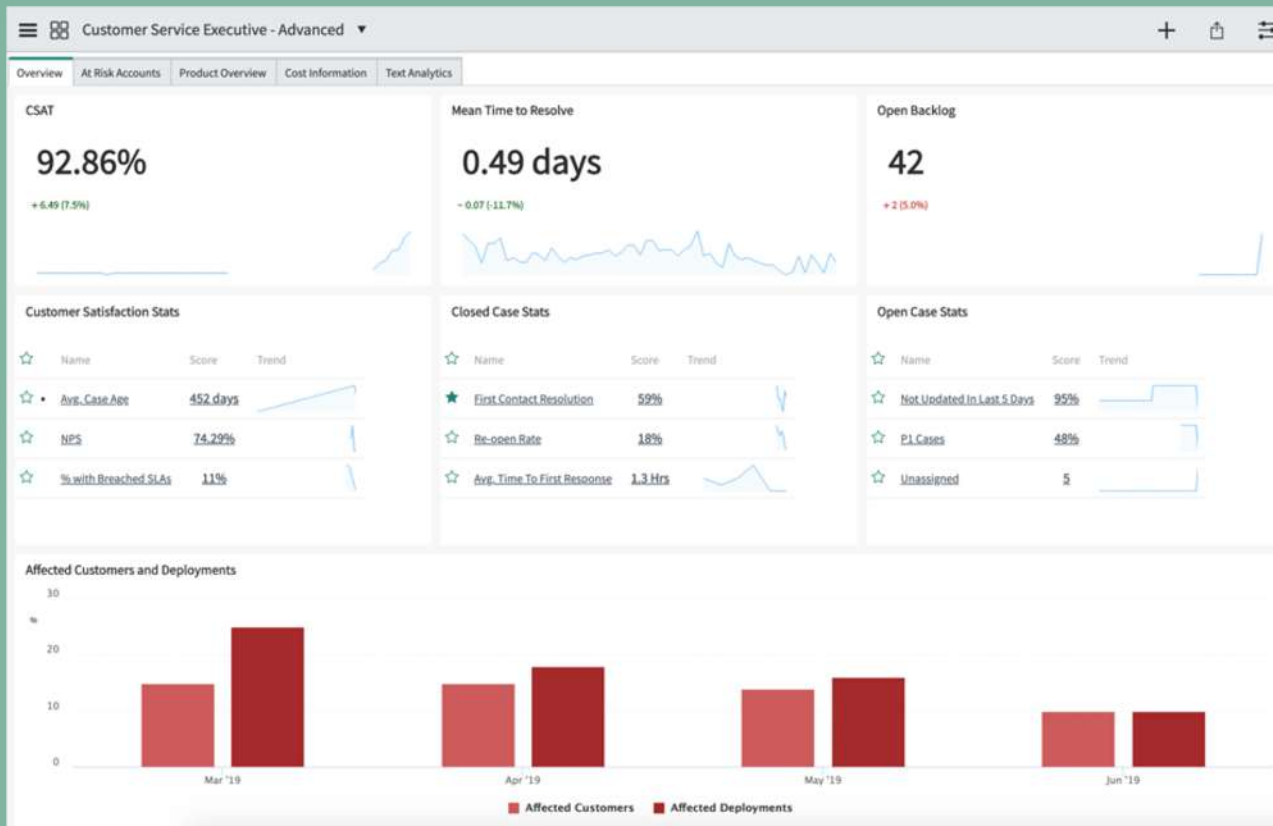 Customer Service Executive - Advanced
Overview At Risk Accounts Product Overview Cost Information Text Analytics
CSAT
92.86%
+ 6.49 (7.5%)
Mean Time to Resolve
0.49 days
- 0.07 (-11.7%)
Open Backlog
42
+ 2 (5.0%)
Customer Satisfaction Stats
Name Score Trend
Avg. Case Age 452 days
NPS 74.29%
% with Breached SLAs 11%
Closed Case Stats
Name Score Trend
First Contact Resolution 59%
Re-open Rate 18%
Avg. Time To First Response 1.3 Hrs
Open Case Stats
Name Score Trend
Not Updated In Last 5 Days 95%
P1 Cases 48%
Unassigned 5
Affected Customers and Deployments
30
%
20
10
0
Mar '19 Apr '19 May '19 Jun '19
Affected Customers Affected Deployments